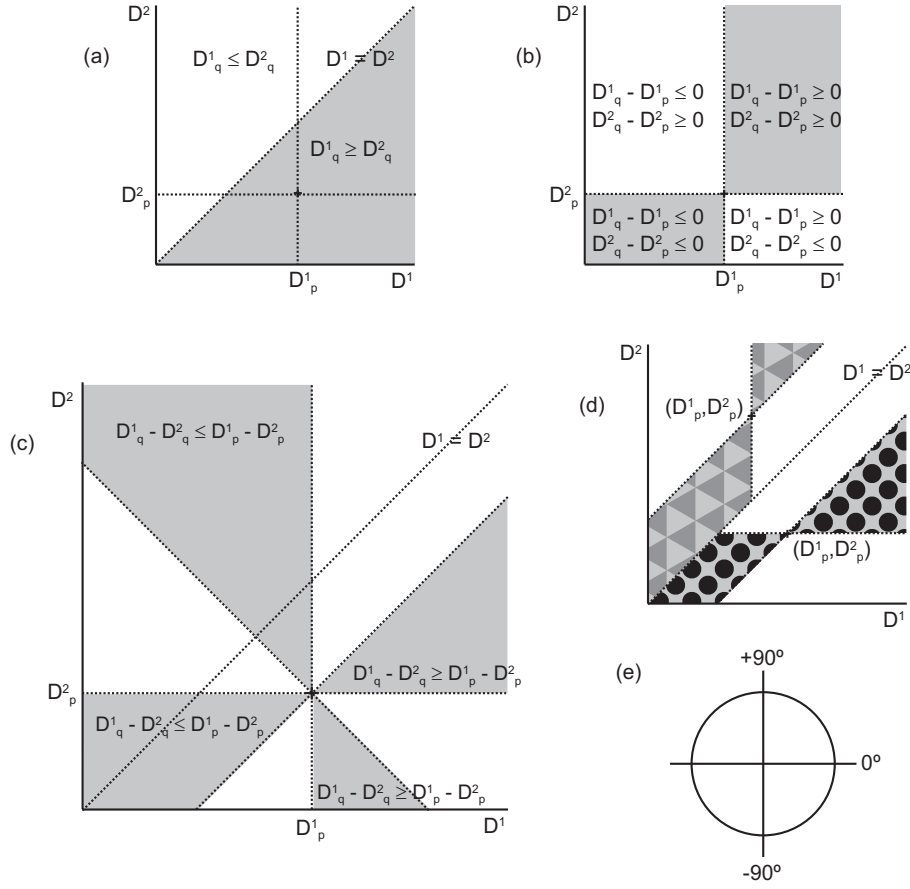 (a)
D²
D¹q ≤ D²q
D¹ = D²
D¹q ≥ D²q
D²p
D¹p
D¹
(b)
D²
D¹q - D¹p ≤ 0
D²q - D²p ≥ 0
D¹q - D¹p ≥ 0
D²q - D²p ≥ 0
D²p
D¹q - D¹p ≤ 0
D²q - D²p ≤ 0
D¹q - D¹p ≥ 0
D²q - D²p ≤ 0
D¹p
D¹
(c)
D²
D¹q - D²q ≤ D¹p - D²p
D¹ = D²
D¹q - D²q ≥ D¹p - D²p
D²p
D¹q - D²q ≤ D¹p - D²p
D¹q - D²q ≥ D¹p - D²p
D¹p
D¹
(d)
D²
D¹ = D²
(D¹p,D²p)
(D¹p,D²p)
D¹
(e)
+90º
0º
-90º